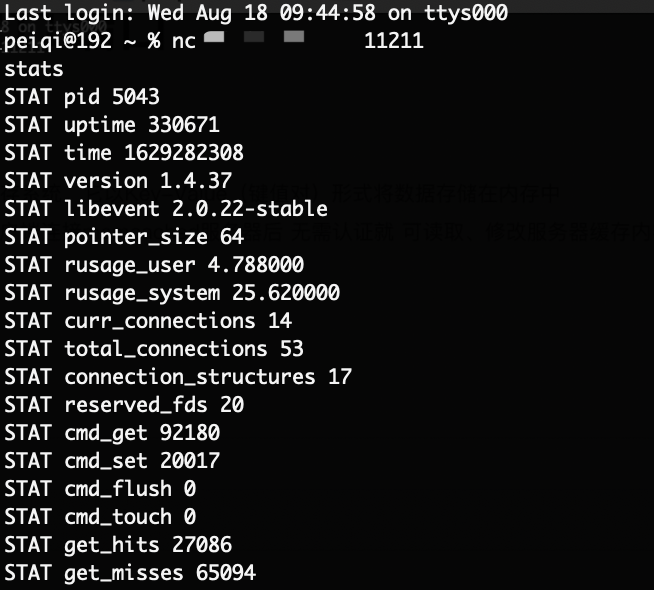 Last login: Wed Aug 18 09:44:58 on ttys000
peiqi@192 ~ % nc 11211
stats
STAT pid 5043
STAT uptime 330671
STAT time 1629282308
STAT version 1.4.37
STAT libevent 2.0.22-stable
STAT pointer_size 64
STAT rusage_user 4.788000
STAT rusage_system 25.620000
STAT curr_connections 14
STAT total_connections 53
STAT connection_structures 17
STAT reserved_fds 20
STAT cmd_get 92180
STAT cmd_set 20017
STAT cmd_flush 0
STAT cmd_touch 0
STAT get_hits 27086
STAT get_misses 65094